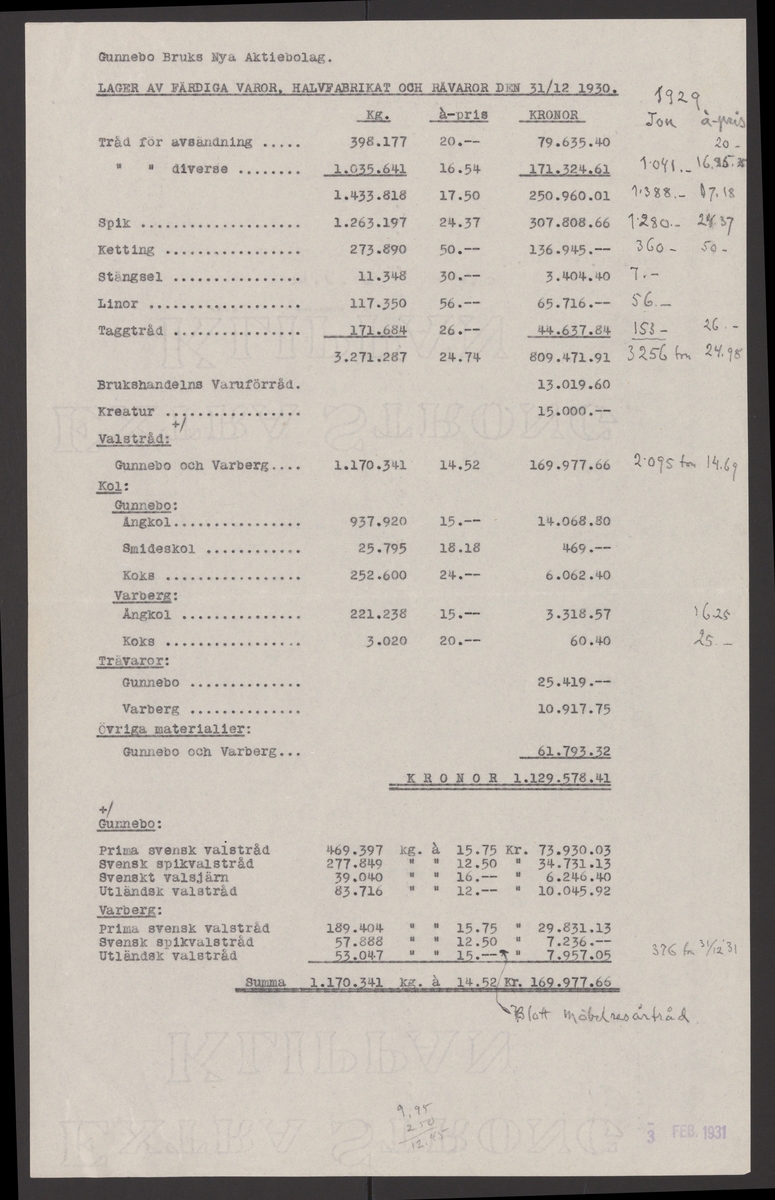 Gunnebo Bruks Nya Aktiebolag.
LAGER AV FÄRDIGA VAROR, HALVFABRIKAT OCH RÅVAROR DEN 31/12 1930.
1929
Kg. à-pris KRONOR Ton à-pris
Tråd för avsändning ..... 398.177 20.-- 79.635.40 20-
" " diverse ........ 1.035.641 16.54 171.324.61 1.041.-
1.433.818 17.50 250.960.01 1.388.- 17.18
Spik .................... 1.263.197 24.37 307.808.66 1.280.- 24.37
Ketting ................. 273.890 50.-- 136.945.-- 360- 50-
Stängsel ................ 11.348 30.-- 3.404.40 7.-
Linor ................... 117.350 56.-- 65.716.-- 56.-
Taggtråd ................ 171.684 26.-- 44.637.84 153- 26.-
3.271.287 24.74 809.471.91 3256 ton 24.98
Brukshandelns Varuförråd. 13.019.60
Kreatur ................. 15.000.--
+/
Valstråd:
Gunnebo och Varberg.... 1.170.341 14.52 169.977.66 2.095 ton 14.69
Kol:
Gunnebo:
Ångkol................ 937.920 15.-- 14.068.80
Smideskol ............ 25.795 18.18 469.--
Koks ................. 252.600 24.-- 6.062.40
Varberg:
Ångkol ............... 221.238 15.-- 3.318.57 16.25
Koks ................. 3.020 20.-- 60.40 25.-
Trävaror:
Gunnebo .............. 25.419.--
Varberg .............. 10.917.75
Övriga materialier:
Gunnebo och Varberg... 61.793.32
K R O N O R 1.129.578.41
+/
Gunnebo:
Prima svensk valstråd 469.397 kg. à 15.75 Kr. 73.930.03
Svensk spikvalstråd 277.849 " " 12.50 " 34.731.13
Svenskt valsjärn 39.040 " " 16.-- " 6.246.40
Utländsk valstråd 83.716 " " 12.-- " 10.045.92
Varberg:
Prima svensk valstråd 189.404 " " 15.75 " 29.831.13
Svensk spikvalstråd 57.888 " " 12.50 " 7.236.--
Utländsk valstråd 53.047 " " 15.-- " 7.957.05 376 ton 31/12 31
Summa 1.170.341 kg. à 14.52 Kr. 169.977.66
Blott möbelresårtråd.
KLIPPAN
EXTRA STRONG
9.95
2.50
12.45
3 FEB. 1931